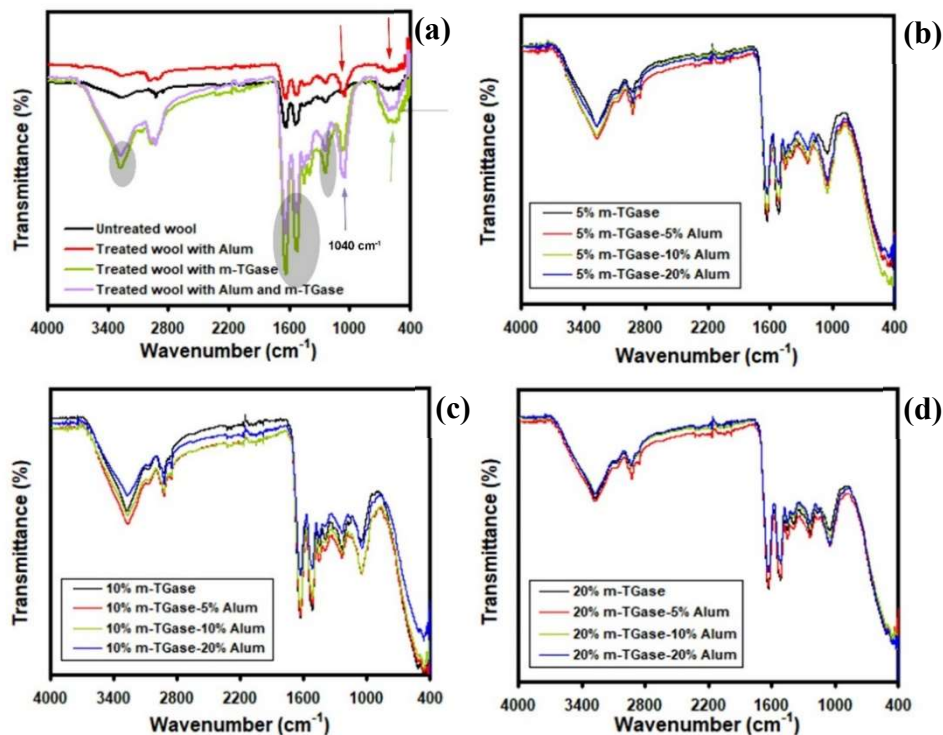 (a)
Transmittance (%)
1040 cm-1
Untreated wool
Treated wool with Alum
Treated wool with m-TGase
Treated wool with Alum and m-TGase
4000 3400 2800 2200 1600 1000 400
Wavenumber (cm-1)
(b)
Transmittance (%)
5% m-TGase
5% m-TGase-5% Alum
5% m-TGase-10% Alum
5% m-TGase-20% Alum
4000 3400 2800 2200 1600 1000 400
Wavenumber (cm-1)
(c)
Transmittance (%)
10% m-TGase
10% m-TGase-5% Alum
10% m-TGase-10% Alum
10% m-TGase-20% Alum
4000 3400 2800 2200 1600 1000 400
Wavenumber (cm-1)
(d)
Transmittance (%)
20% m-TGase
20% m-TGase-5% Alum
20% m-TGase-10% Alum
20% m-TGase-20% Alum
4000 3400 2800 2200 1600 1000 400
Wavenumber (cm-1)